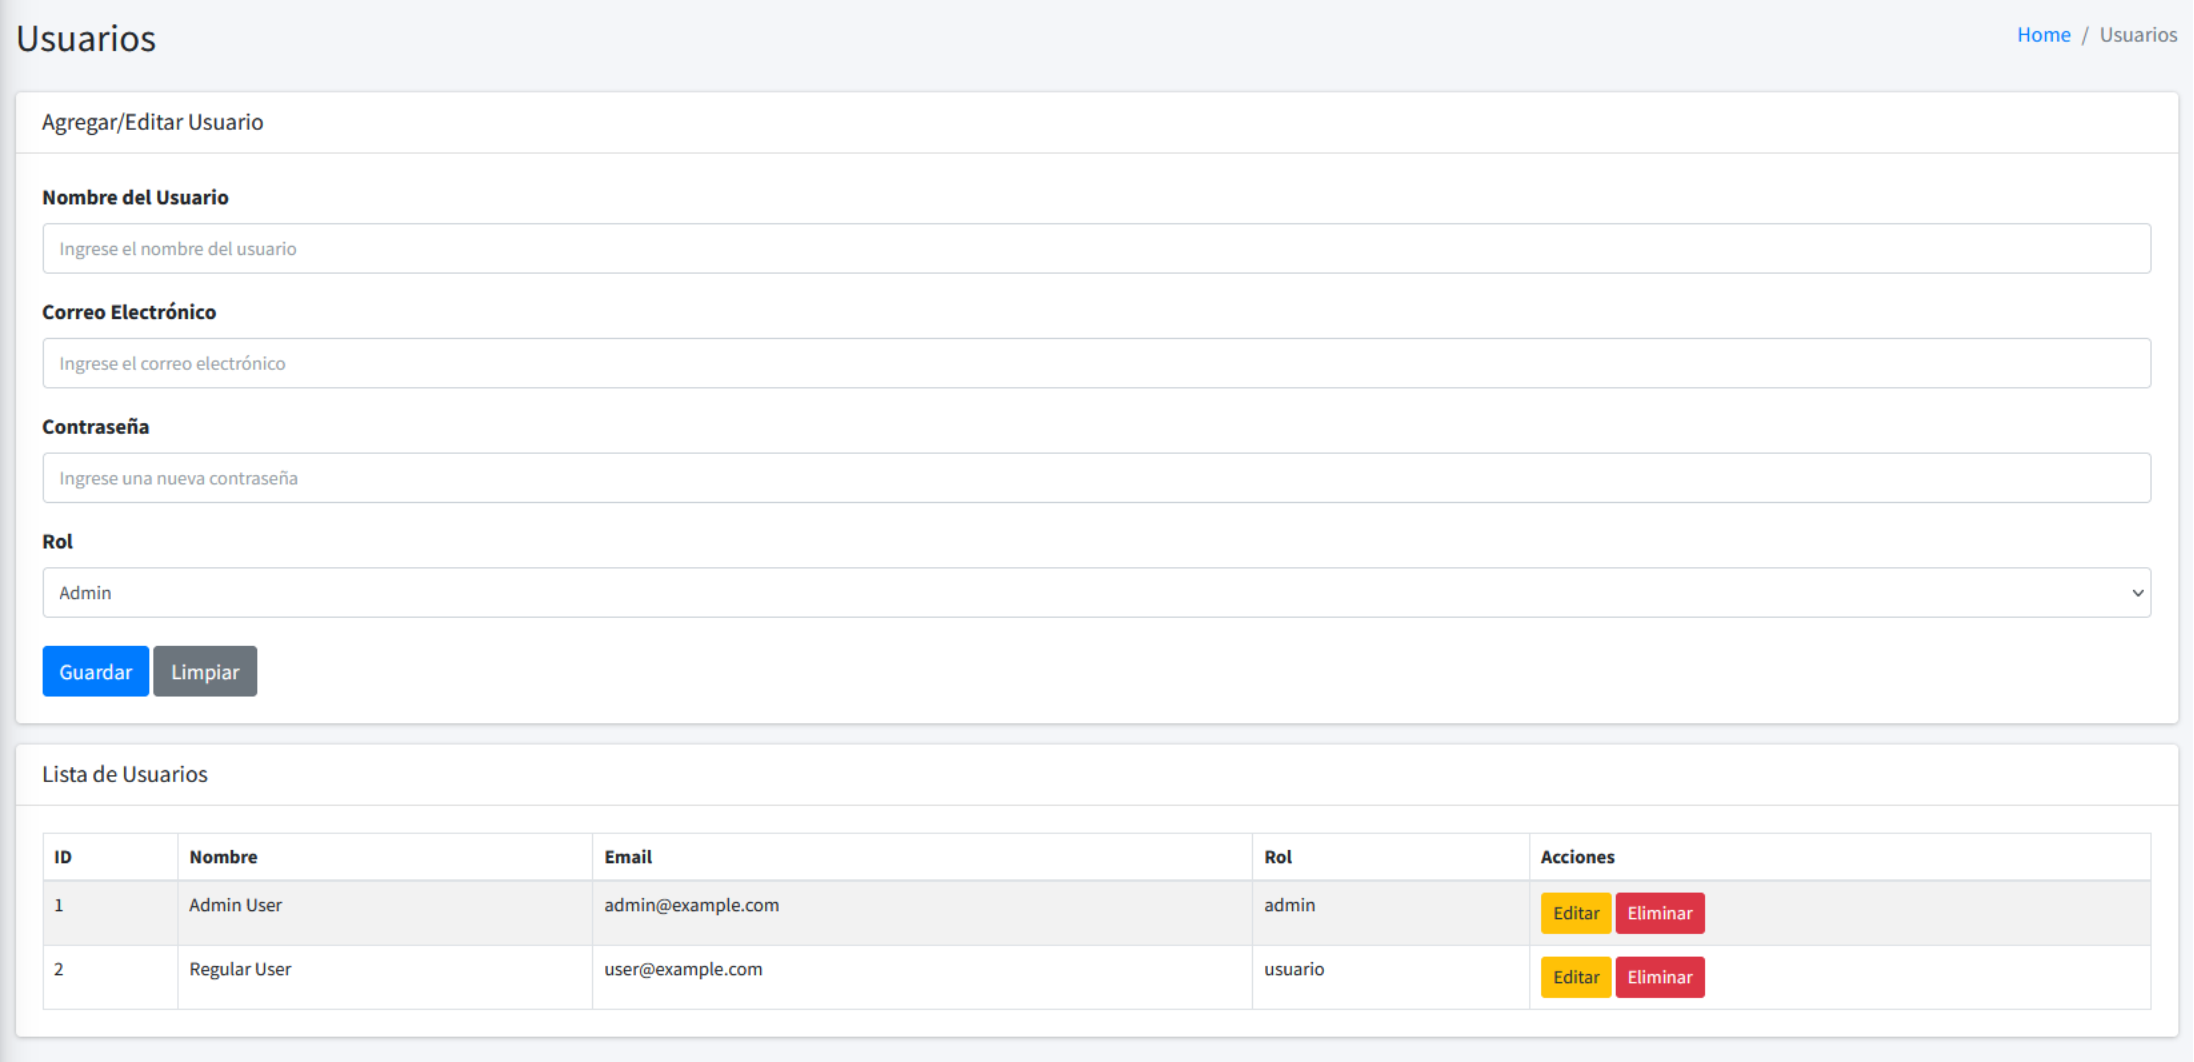 Usuarios
Home / Usuarios
Agregar/Editar Usuario
Nombre del Usuario
Ingrese el nombre del usuario
Correo Electrónico
Ingrese el correo electrónico
Contraseña
Ingrese una nueva contraseña
Rol
Admin
Guardar Limpiar
Lista de Usuarios
ID Nombre Email Rol Acciones
1 Admin User admin@example.com admin Editar Eliminar
2 Regular User user@example.com usuario Editar Eliminar